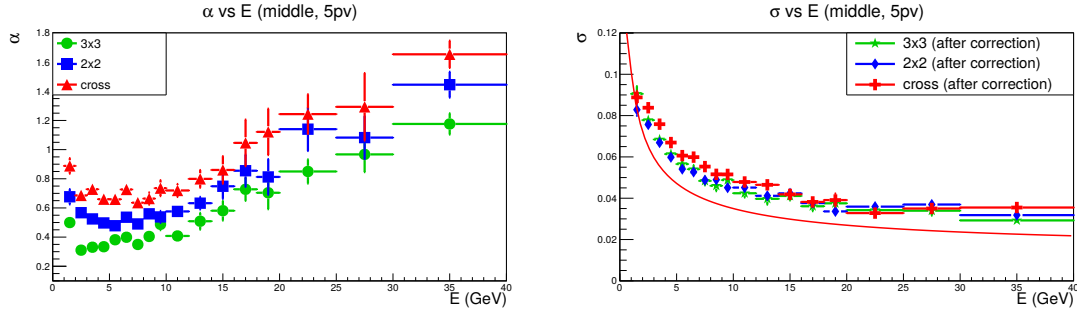 α vs E (middle, 5pv)
α
1.8
1.6
1.4
1.2
1
0.8
0.6
0.4
0.2
3x3
2x2
cross
0 5 10 15 20 25 30 35 40
E (GeV)
σ vs E (middle, 5pv)
σ
0.12
0.1
0.08
0.06
0.04
0.02
0
3x3 (after correction)
2x2 (after correction)
cross (after correction)
0 5 10 15 20 25 30 35 40
E (GeV)